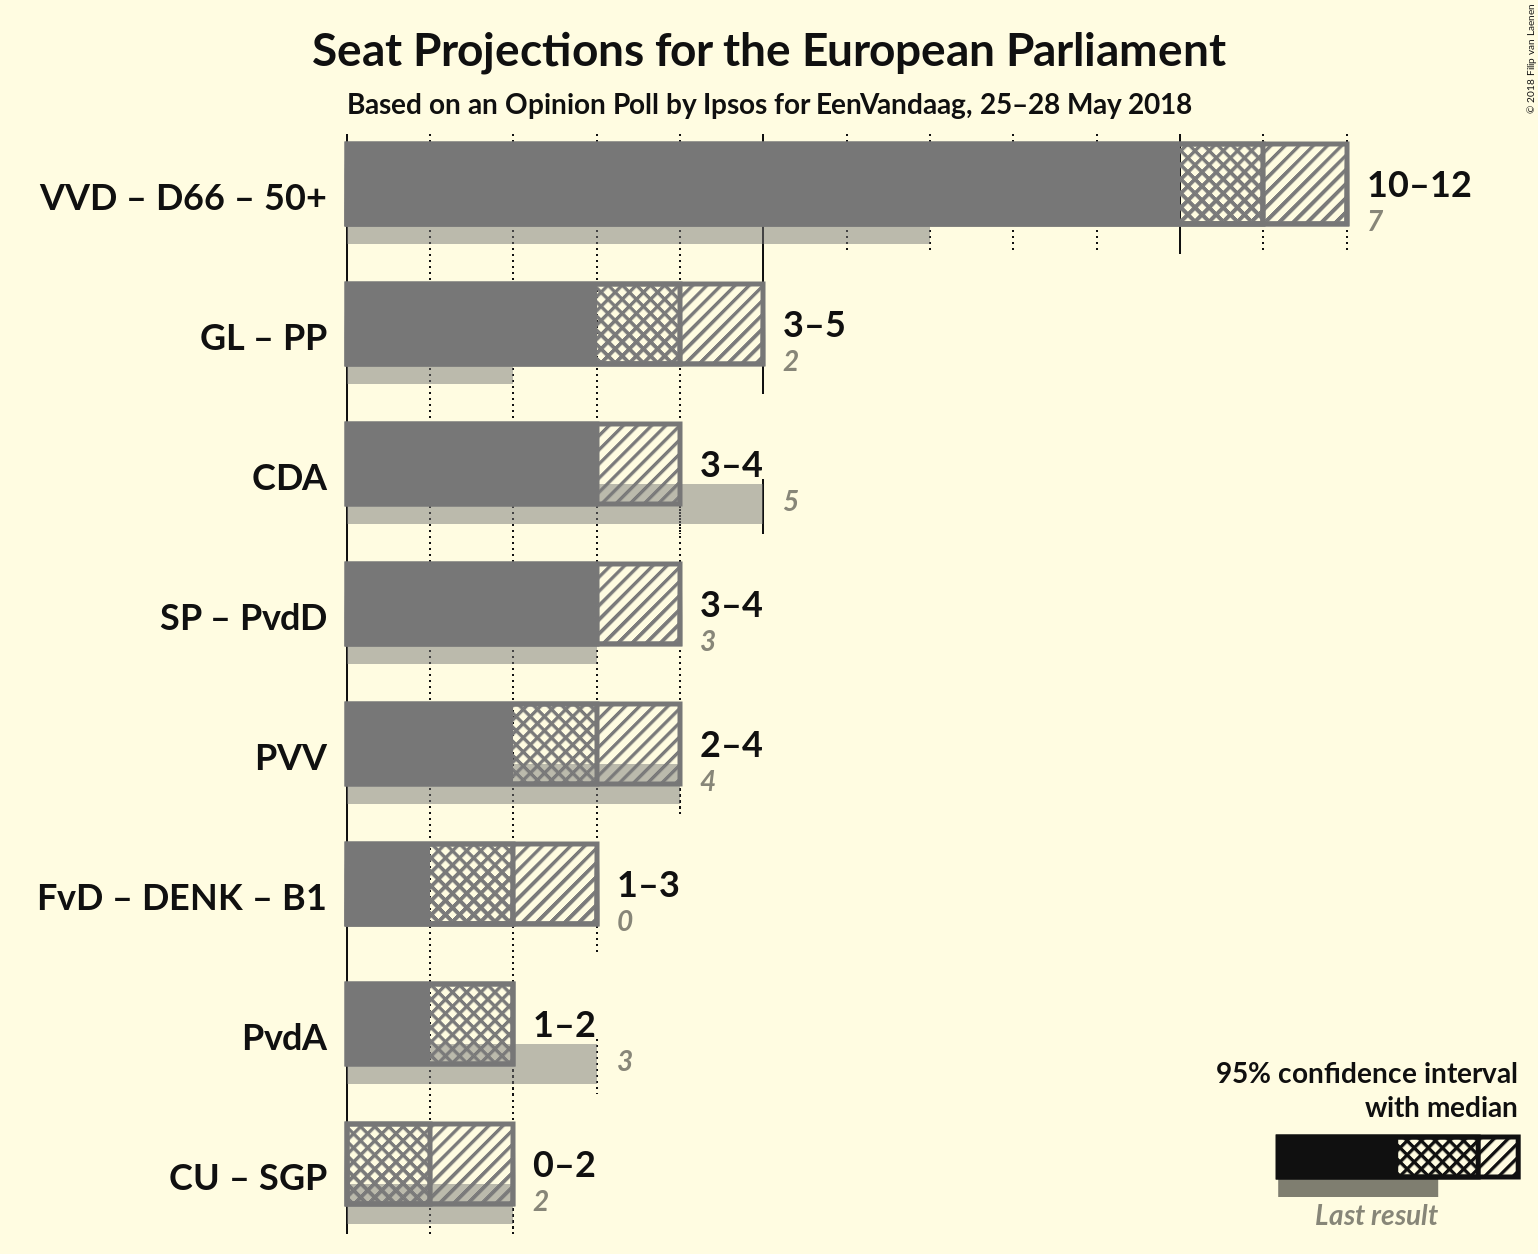 Seat Projections for the European Parliament
Based on an Opinion Poll by Ipsos for EenVandaag, 25–28 May 2018
© 2018 Filip van Laenen
VVD – D66 – 50+
10–12
7
GL – PP
3–5
2
CDA
3–4
5
SP – PvdD
3–4
3
PVV
2–4
4
FvD – DENK – B1
1–3
0
PvdA
1–2
3
CU – SGP
0–2
2
95% confidence interval
with median
Last result